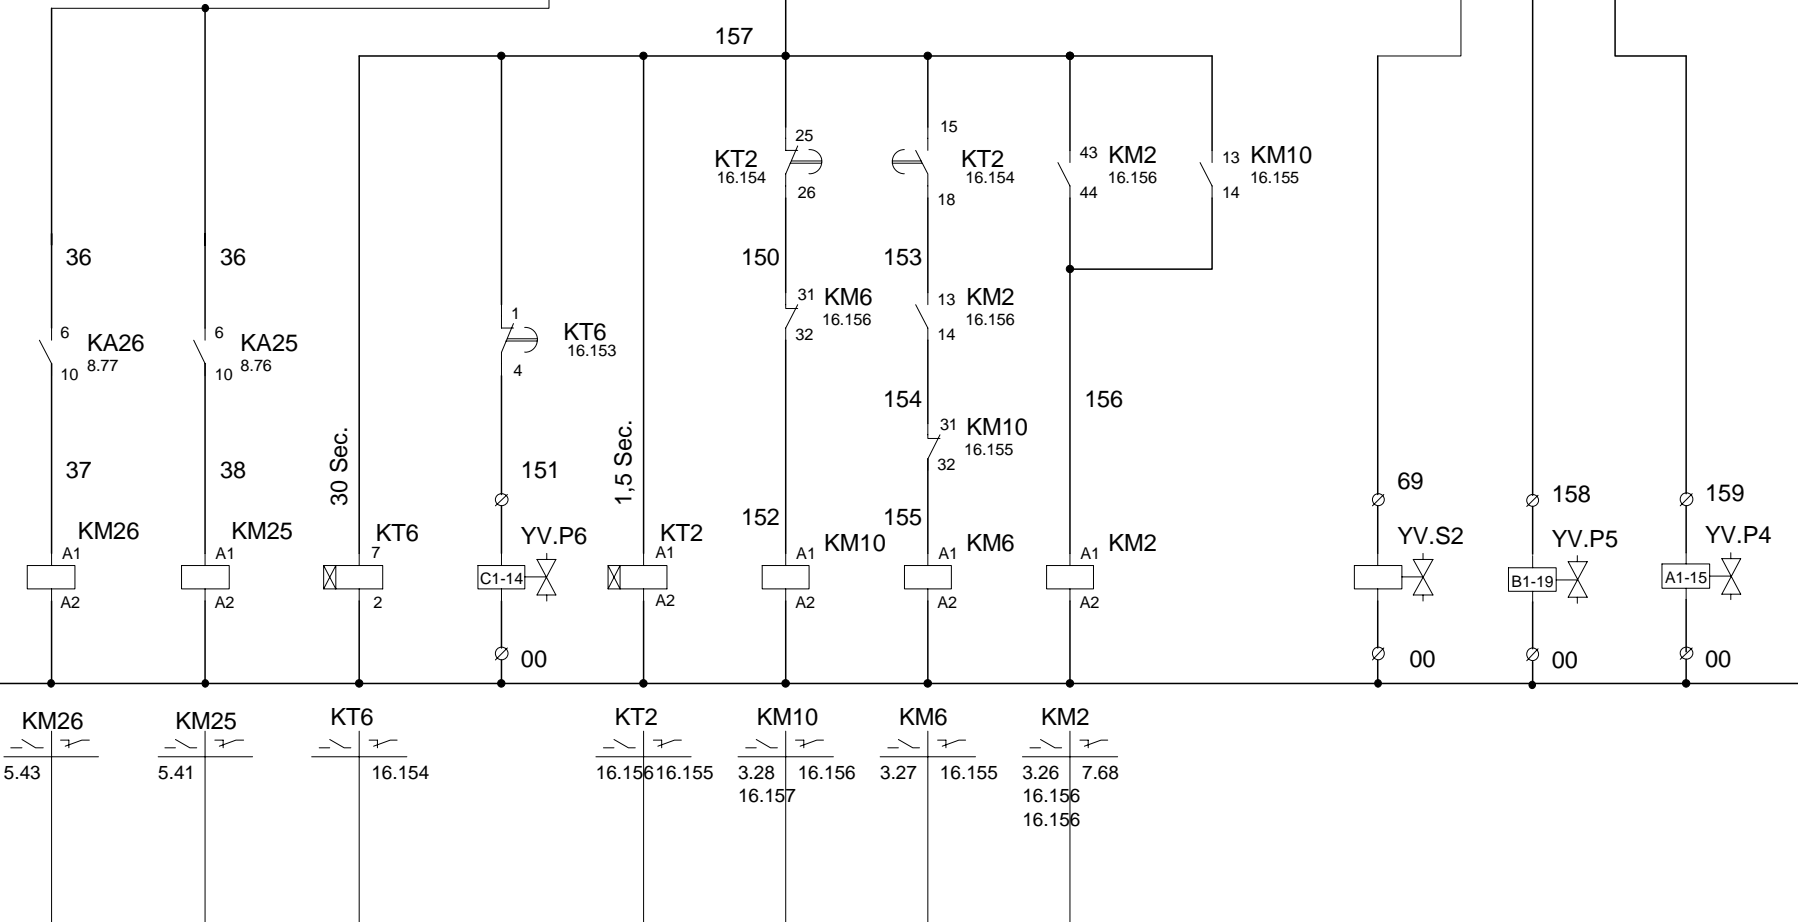 157
25
KT2
16.154
26
15
KT2
16.154
18
43
KM2
16.156
44
13
KM10
16.155
14
36
36
150
153
31
KM6
16.156
32
13
KM2
16.156
14
6
KA26
8.77
10
6
KA25
8.76
10
1
KT6
16.153
4
154
156
31
KM10
16.155
32
30 Sec.
1,5 Sec.
37
38
151
69
158
159
152
155
KM26
A1
A2
KM25
A1
A2
KT6
7
2
YV.P6
C1-14
KT2
A1
A2
KM10
A1
A2
KM6
A1
A2
KM2
A1
A2
YV.S2
YV.P5
B1-19
YV.P4
A1-15
00
00
00
00
KM26
5.43
KM25
5.41
KT6
16.154
KT2
16.156 16.155
KM10
3.28 16.156
16.157
KM6
3.27 16.155
KM2
3.26 7.68
16.156
16.156